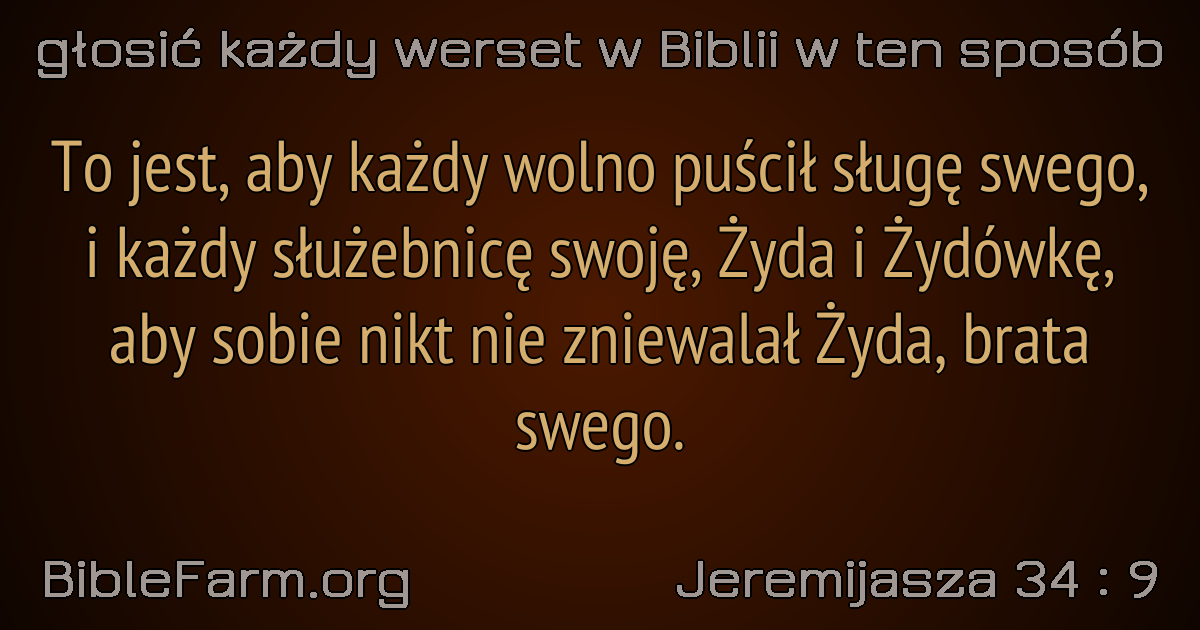 głosić każdy werset w Biblii w ten sposób
To jest, aby każdy wolno puścił sługę swego,
i każdy służebnicę swoję, Żyda i Żydówkę,
aby sobie nikt nie zniewalał Żyda, brata
swego.
BibleFarm.org
Jeremijasza 34 : 9